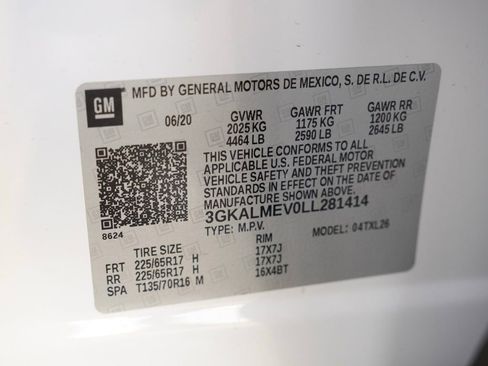 MFD BY GENERAL MOTORS DE MEXICO, S. DE R.L. DE C.V.
GM
06/20 GVWR GAWR FRT GAWR RR
2025 KG 1175 KG 1200 KG
4464 LB 2590 LB 2645 LB
THIS VEHICLE CONFORMS TO ALL
APPLICABLE U.S. FEDERAL MOTOR
VEHICLE SAFETY AND THEFT PREVENTION
STANDARDS IN EFFECT ON THE DATE OF
MANUFACTURE SHOWN ABOVE
3GKALMEV0LL281414
8624
TYPE: M.P.V. MODEL: 04TXL26
TIRE SIZE RIM
FRT 225/65R17 H 17X7J
RR 225/65R17 H 17X7J
SPA T135/70R16 M 16X4BT